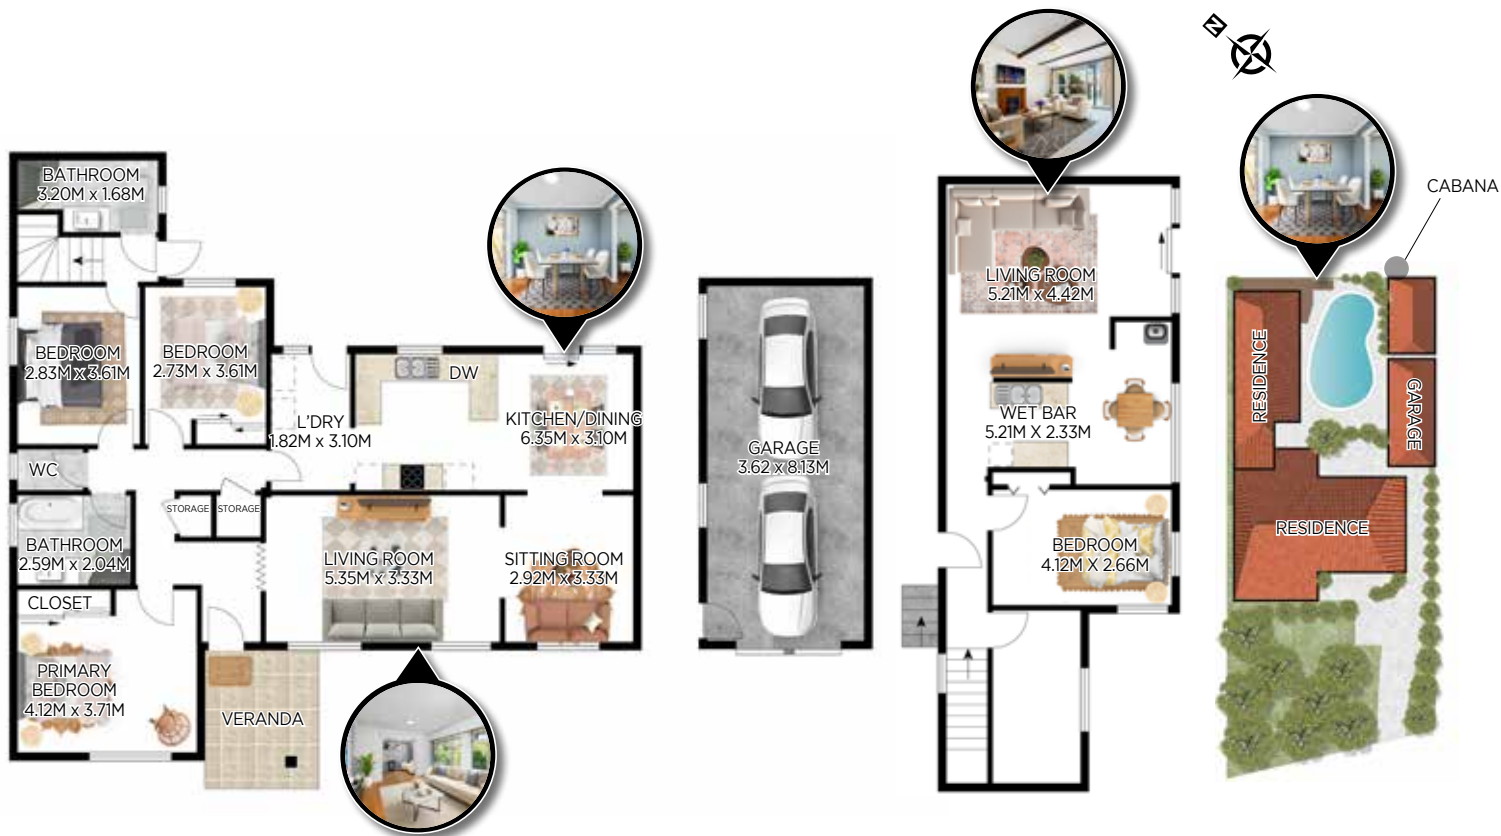 BATHROOM
3.20M x 1.68M
BEDROOM
2.83M x 3.61M
BEDROOM
2.73M x 3.61M
L'DRY
1.82M x 3.10M
DW
KITCHEN/DINING
6.35M x 3.10M
WC
STORAGE
STORAGE
BATHROOM
2.59M x 2.04M
LIVING ROOM
5.35M x 3.33M
SITTING ROOM
2.92M x 3.33M
CLOSET
PRIMARY
BEDROOM
4.12M x 3.71M
VERANDA
GARAGE
3.62 x 8.13M
LIVING ROOM
5.21M x 4.42M
WET BAR
5.21M x 2.33M
BEDROOM
4.12M X 2.66M
N
CABANA
RESIDENCE
GARAGE
RESIDENCE